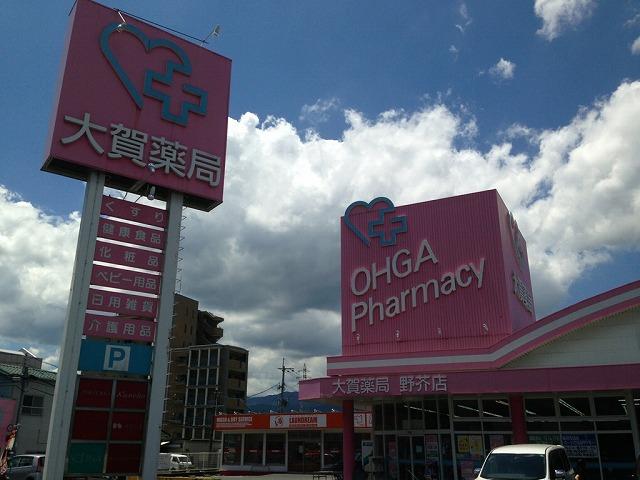 大賀薬局
くすり
健康食品
化粧品
ベビー用品
日用雑貨
介護用品
P
OHGA
Pharmacy
大賀薬局 野芥店
LAUNDREAM